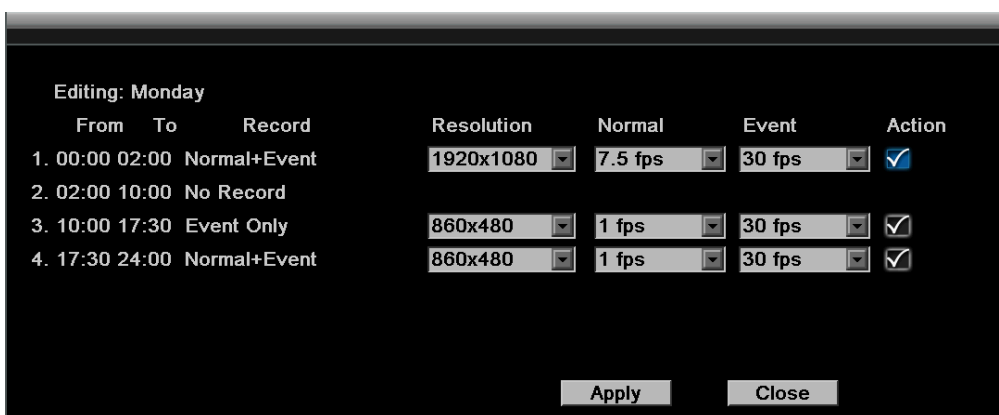 Editing: Monday
From To Record Resolution Normal Event Action
1. 00:00 02:00 Normal+Event 1920x1080 7.5 fps 30 fps
2. 02:00 10:00 No Record
3. 10:00 17:30 Event Only 860x480 1 fps 30 fps
4. 17:30 24:00 Normal+Event 860x480 1 fps 30 fps
Apply Close